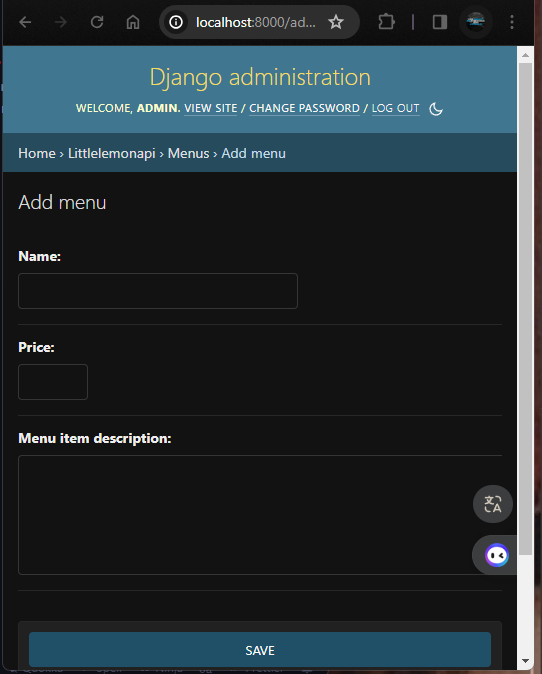 localhost:8000/ad...
Django administration
WELCOME, ADMIN. VIEW SITE / CHANGE PASSWORD / LOG OUT
Home › Littlelemonapi › Menus › Add menu
Add menu
Name:
Price:
Menu item description:
SAVE